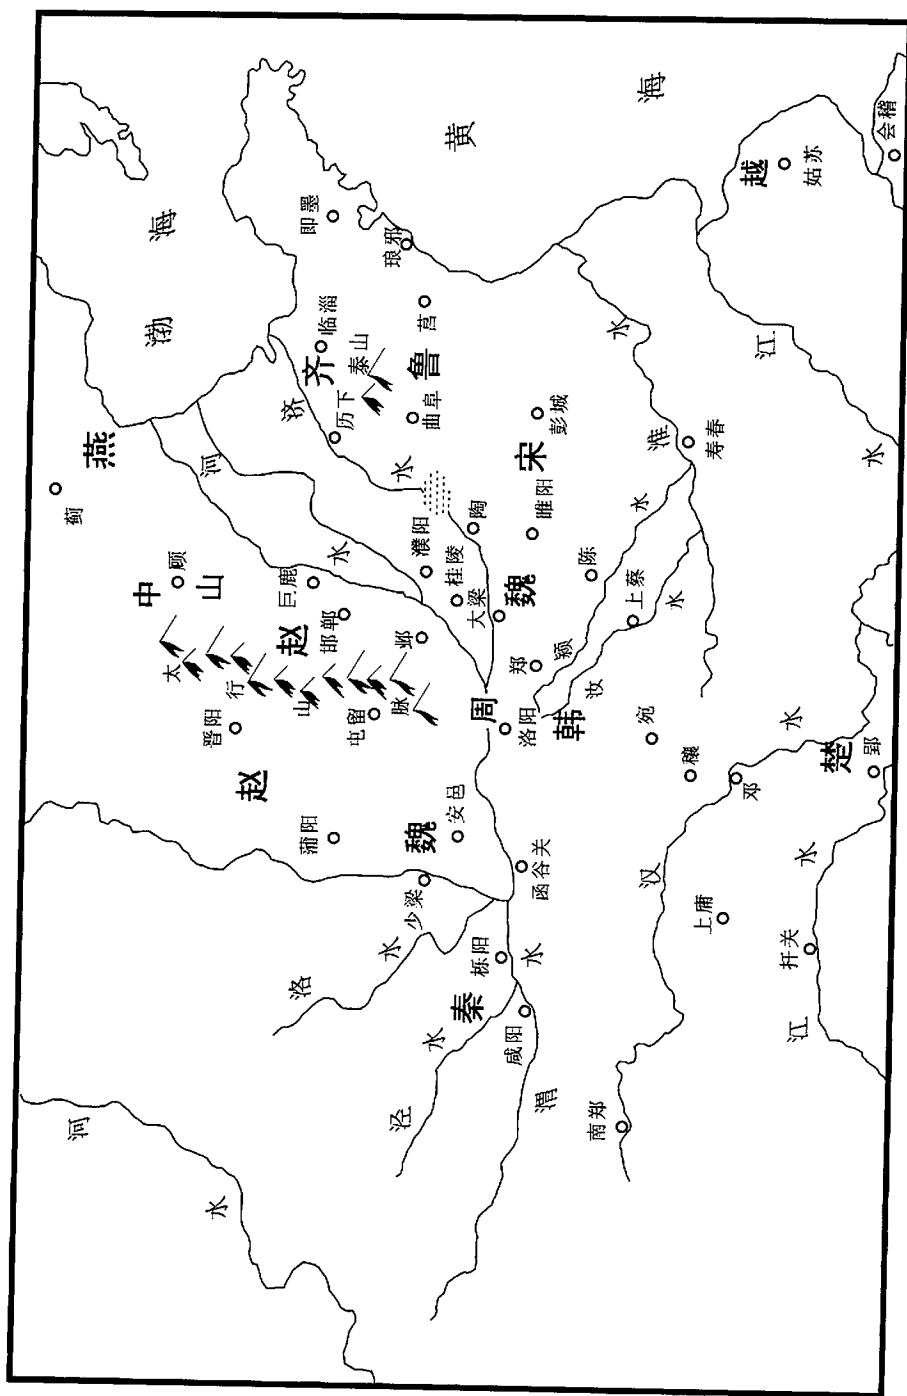 河水
蓟
燕
渤海
中山
顾
太行山脉
晋阳
赵
赵
巨鹿
邯郸
河水
济水
历下
齐
临淄
泰山
即墨
蒲阳
屯留
邺
濮阳
曲阜
鲁
莒
琅邪
黄海
洛水
泾水
少梁
魏
安邑
秦
栎阳
咸阳
渭水
函谷关
周
洛阳
韩
郑
大梁
桂陵
魏
陶
睢阳
宋
彭城
颖水
汝水
陈
上蔡
淮水
寿春
南郑
宛
穰
邓
汉水
上庸
扞关
江水
楚
郢
江水
越
姑苏
会稽